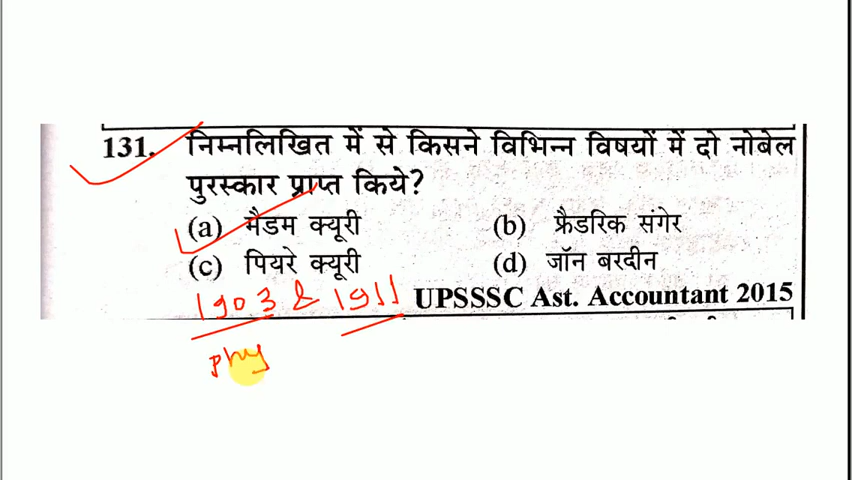 131. निम्नलिखित में से किसने विभिन्न विषयों में दो नोबेल
पुरस्कार प्राप्त किये?
(a) मैडम क्यूरी (b) फ्रैडरिक संगेर
(c) पियरे क्यूरी (d) जॉन बरदीन
1903 & 1911 UPSSSC Ast. Accountant 2015
phy